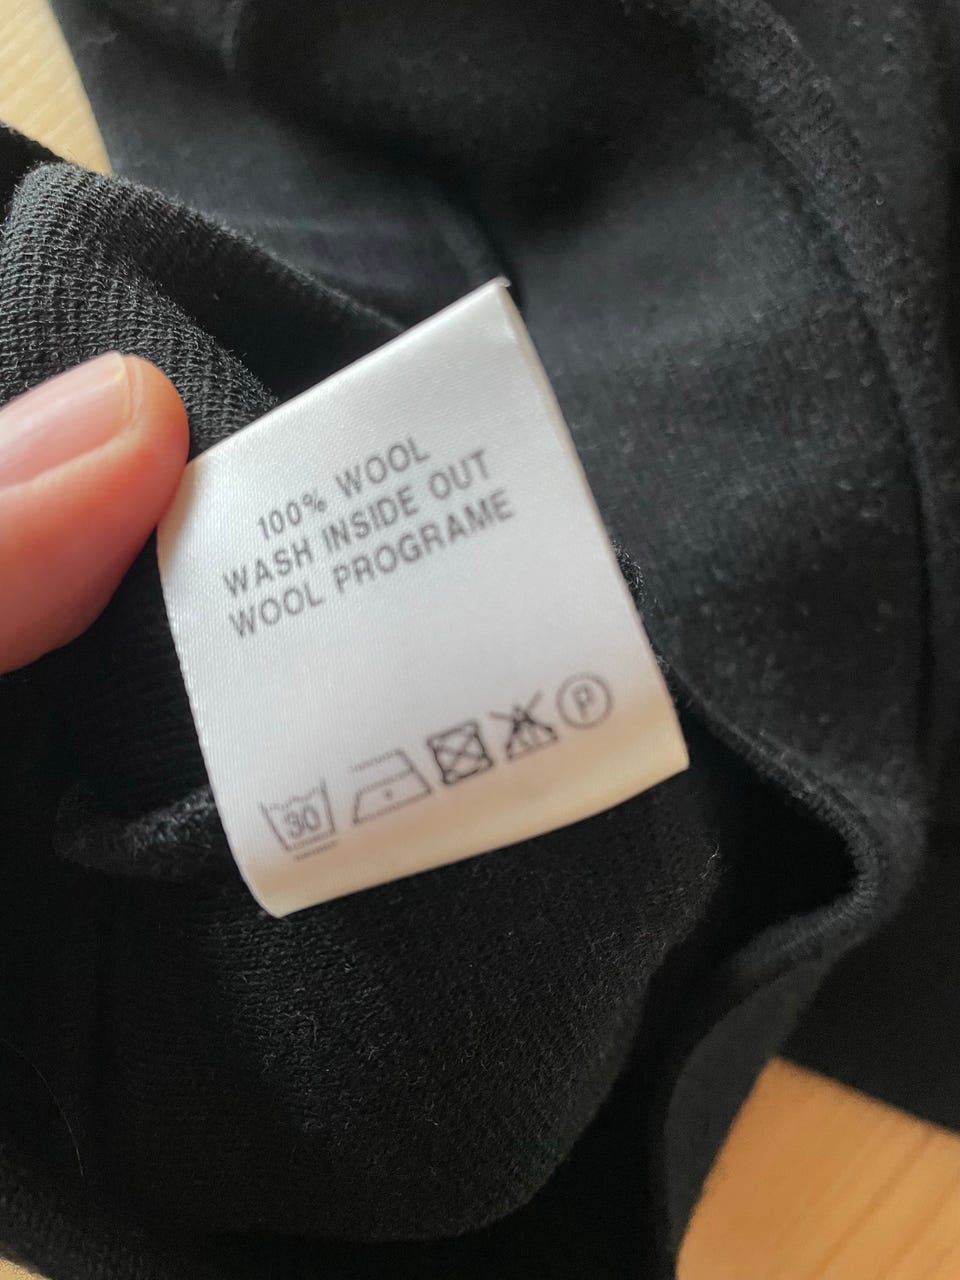 100% WOOL
WASH INSIDE OUT
WOOL PROGRAME
30 P